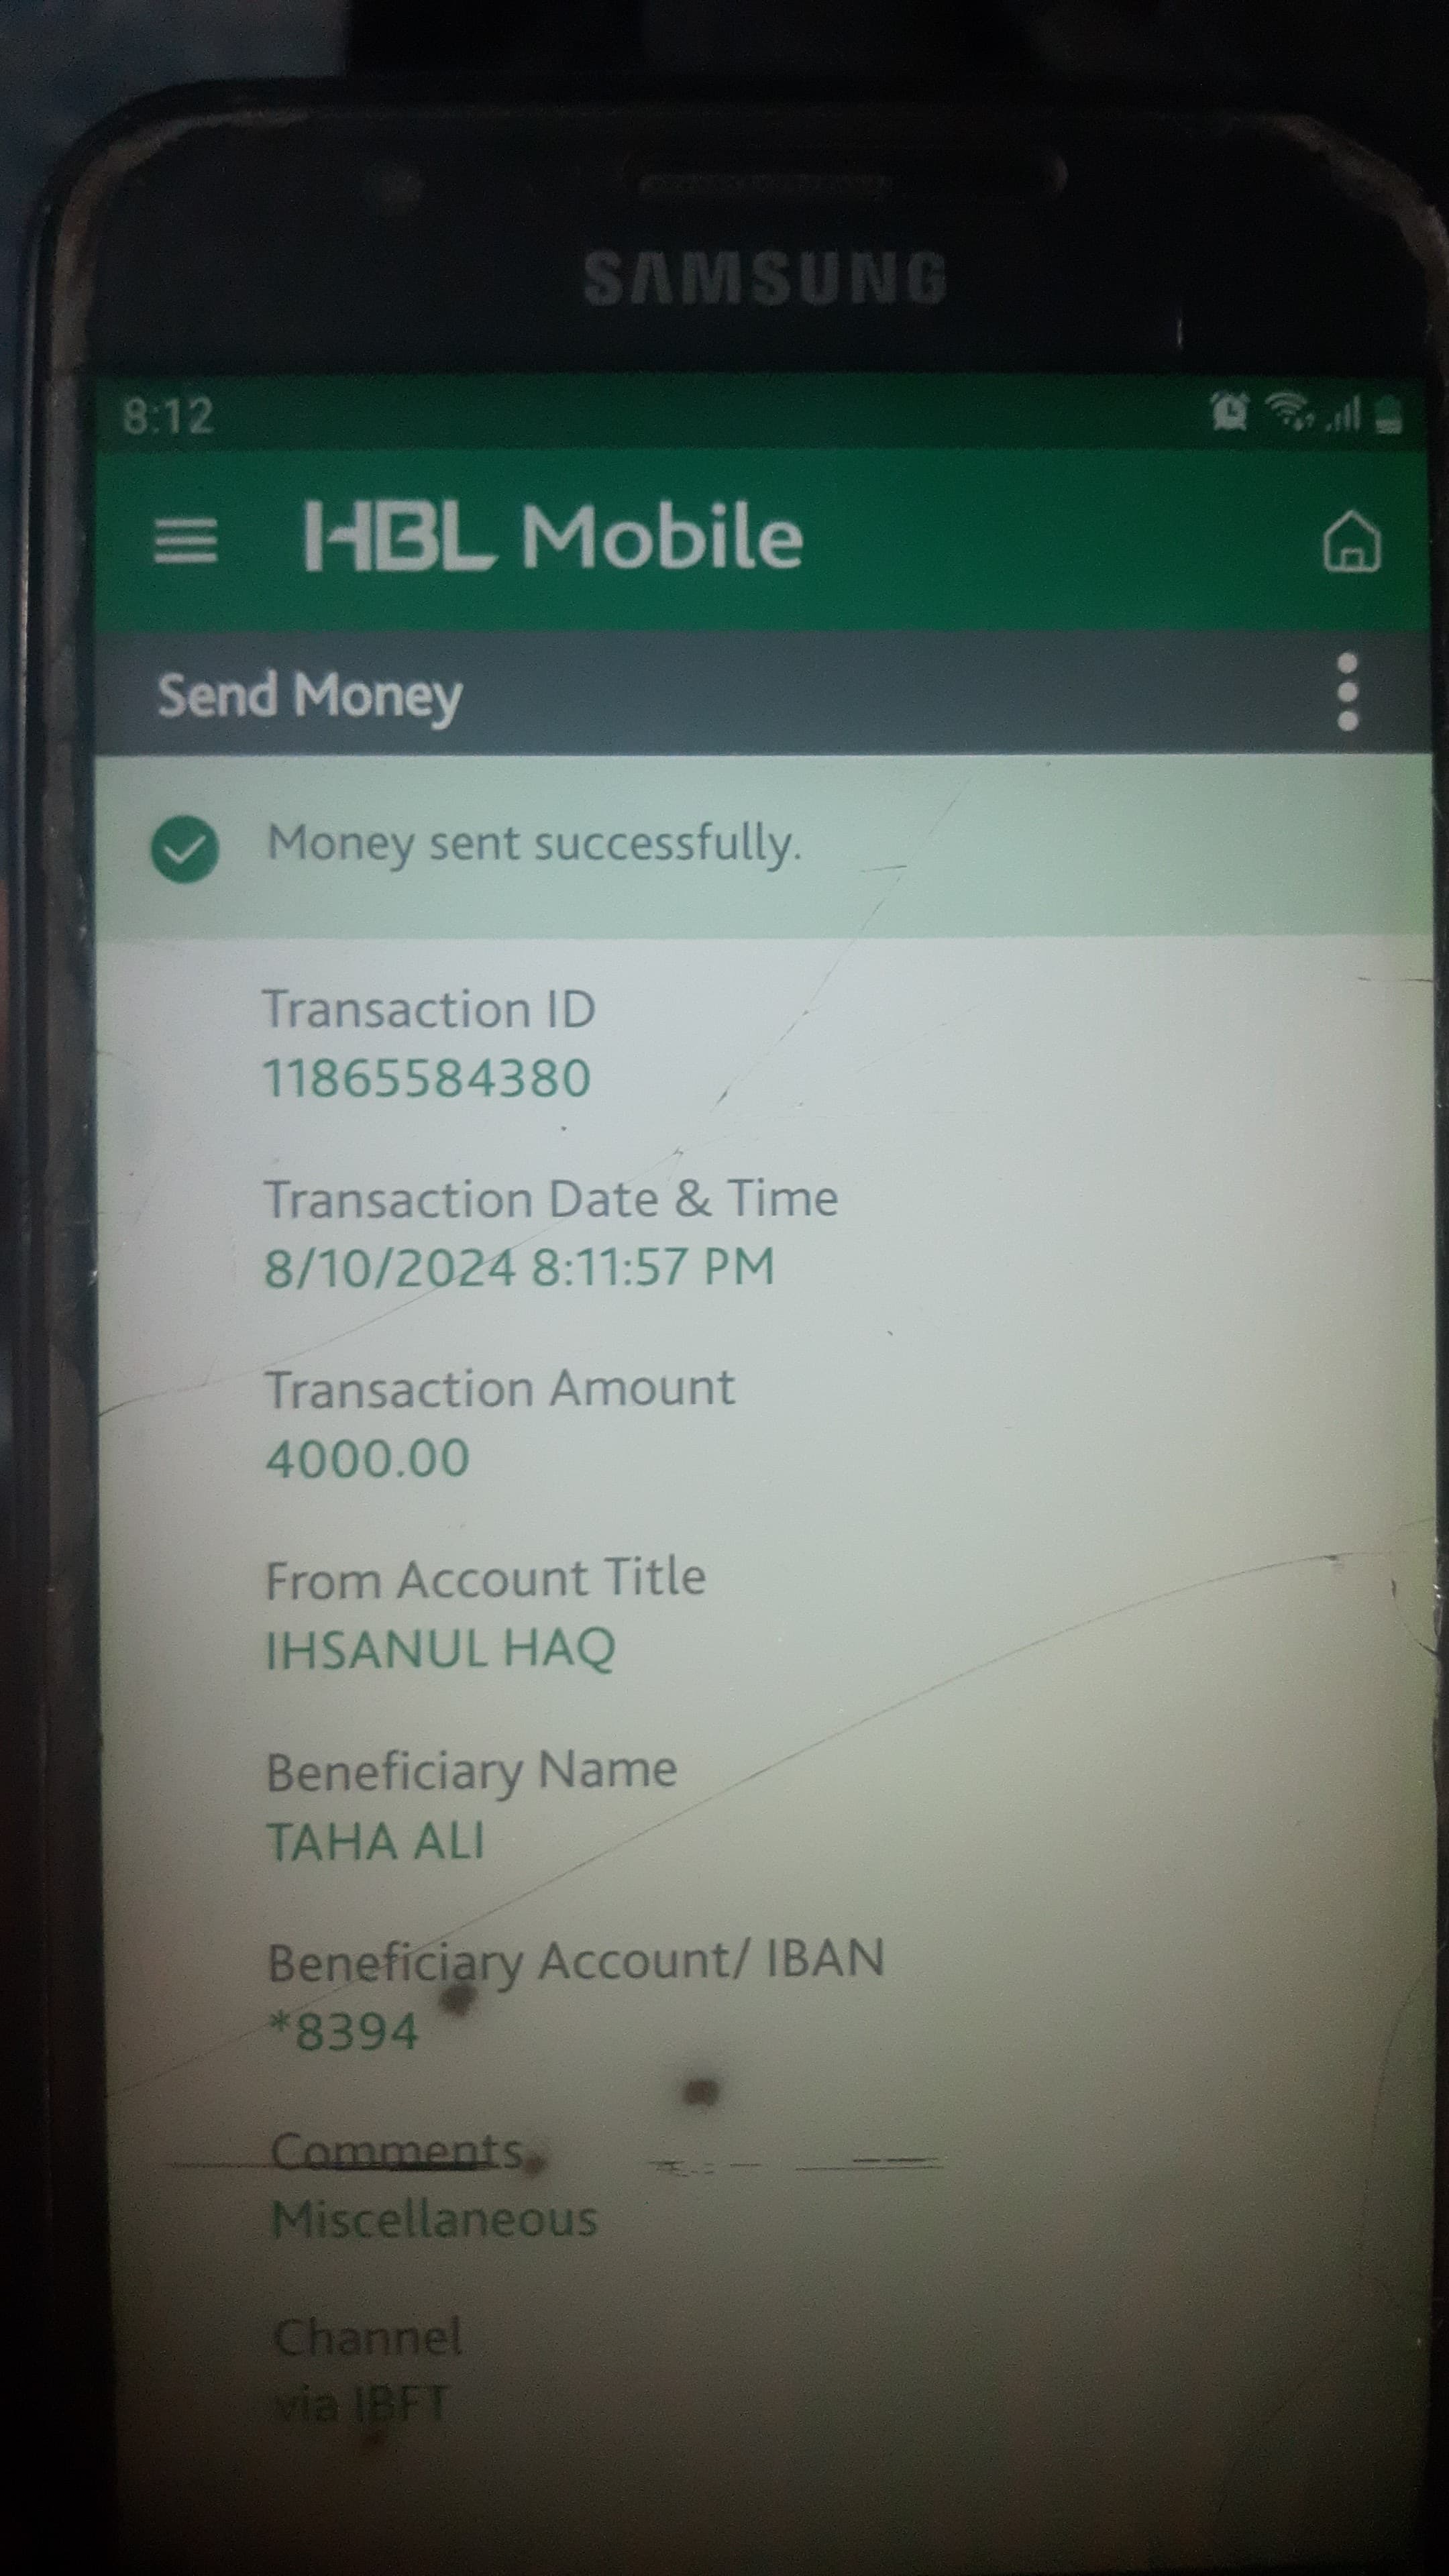 SAMSUNG
8:12
HBL Mobile
Send Money
Money sent successfully.
Transaction ID
11865584380
Transaction Date & Time
8/10/2024 8:11:57 PM
Transaction Amount
4000.00
From Account Title
IHSANUL HAQ
Beneficiary Name
TAHA ALI
Beneficiary Account/ IBAN
*8394
Comments
Miscellaneous
Channel
via IBFT